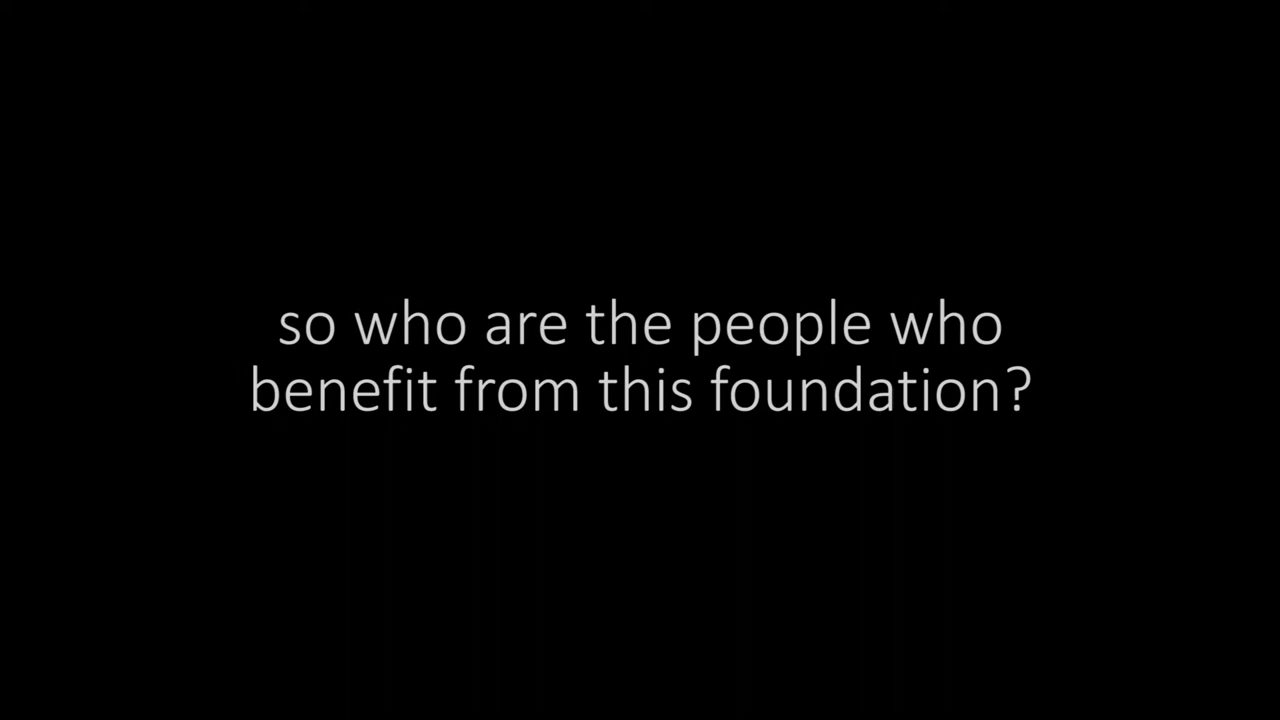 so who are the people who
benefit from this foundation?